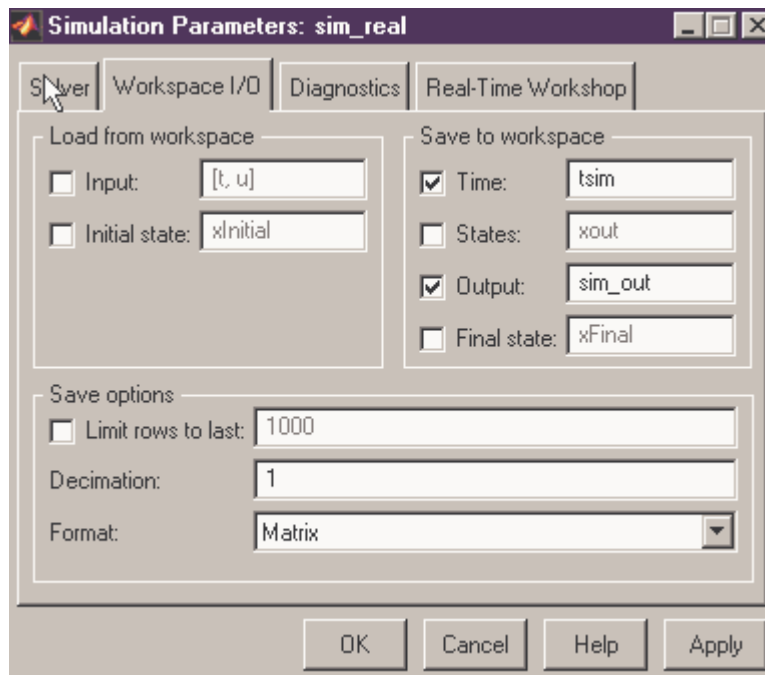 Simulation Parameters: sim_real
Solver Workspace I/O Diagnostics Real-Time Workshop
Load from workspace
Input: [t, u]
Initial state: xInitial
Save to workspace
Time: tsim
States: xout
Output: sim_out
Final state: xFinal
Save options
Limit rows to last: 1000
Decimation: 1
Format: Matrix
OK Cancel Help Apply